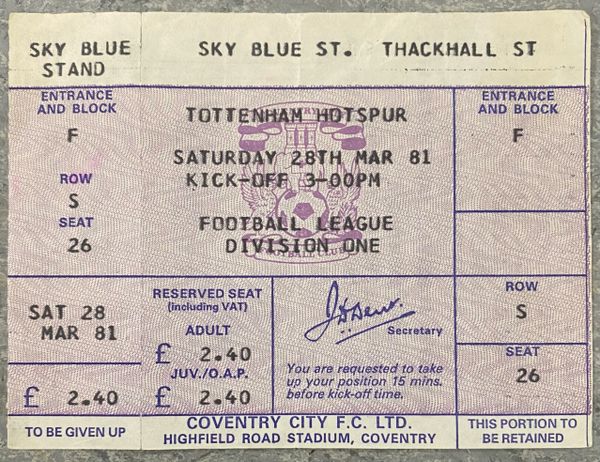 SKY BLUE
STAND
SKY BLUE ST. THACKHALL ST
ENTRANCE
AND BLOCK
F
ROW
S
SEAT
26
TOTTENHAM HOTSPUR
SATURDAY 28TH MAR 81
KICK-OFF 3-00PM
FOOTBALL LEAGUE
DIVISION ONE
FOOTBALL CLUB
ENTRANCE
AND BLOCK
F
SAT 28
MAR 81
£ 2.40
TO BE GIVEN UP
RESERVED SEAT
(including VAT)
ADULT
£ 2.40
JUV./O.A.P.
£ 2.40
Secretary
You are requested to take
up your position 15 mins.
before kick-off time.
ROW
S
SEAT
26
COVENTRY CITY F.C. LTD.
HIGHFIELD ROAD STADIUM, COVENTRY
THIS PORTION TO
BE RETAINED